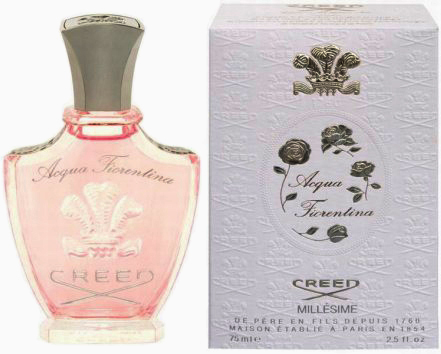 Acqua Fiorentina
CREED
Acqua
Fiorentina
CREED
MILLÉSIME
DE PÈRE EN FILS DEPUIS 1760
MAISON ÉTABLIE À PARIS EN 1854
75ml℮ 2.5 fl.oz.